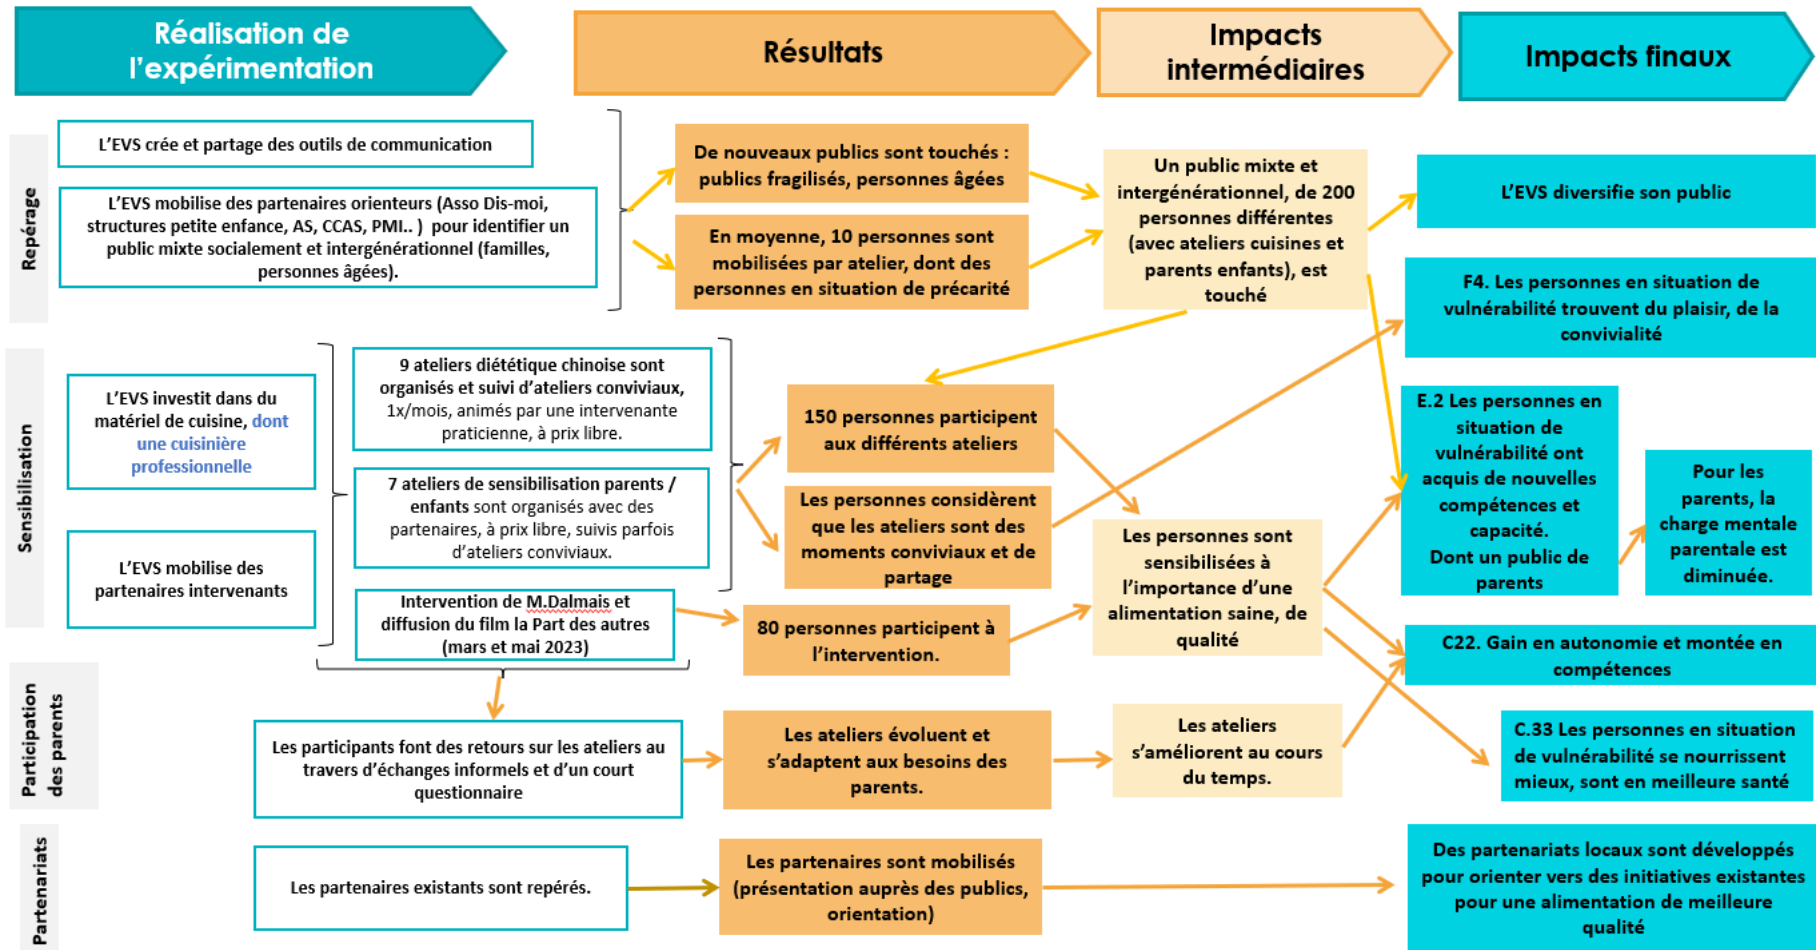 Réalisation de
l'expérimentation
Résultats
Impacts
intermédiaires
Impacts finaux
Repérage
L'EVS crée et partage des outils de communication
L'EVS mobilise des partenaires orienteurs (Asso Dis-moi,
structures petite enfance, AS, CCAS, PMI.. ) pour identifier un
public mixte socialement et intergénérationnel (familles,
personnes âgées).
De nouveaux publics sont touchés :
publics fragilisés, personnes âgées
En moyenne, 10 personnes sont
mobilisées par atelier, dont des
personnes en situation de précarité
Un public mixte et
intergénérationnel, de 200
personnes différentes
(avec ateliers cuisines et
parents enfants), est
touché
L'EVS diversifie son public
F4. Les personnes en situation de
vulnérabilité trouvent du plaisir, de la
convivialité
Sensibilisation
L'EVS investit dans du
matériel de cuisine, dont
une cuisinière
professionnelle
L'EVS mobilise des
partenaires intervenants
9 ateliers diététique chinoise sont
organisés et suivi d'ateliers conviviaux,
1x/mois, animés par une intervenante
praticienne, à prix libre.
7 ateliers de sensibilisation parents /
enfants sont organisés avec des
partenaires, à prix libre, suivis parfois
d'ateliers conviviaux.
Intervention de M.Dalmais et
diffusion du film la Part des autres
(mars et mai 2023)
150 personnes participent
aux différents ateliers
Les personnes considèrent
que les ateliers sont des
moments conviviaux et de
partage
80 personnes participent à
l'intervention.
Les personnes sont
sensibilisées à
l'importance d'une
alimentation saine, de
qualité
E.2 Les personnes en
situation de
vulnérabilité ont
acquis de nouvelles
compétences et
capacité.
Dont un public de
parents
Pour les
parents, la
charge mentale
parentale est
diminuée.
C22. Gain en autonomie et montée en
compétences
Participation
des parents
Les participants font des retours sur les ateliers au
travers d'échanges informels et d'un court
questionnaire
Les ateliers évoluent et
s'adaptent aux besoins des
parents.
Les ateliers
s'améliorent au cours
du temps.
C.33 Les personnes en situation
de vulnérabilité se nourrissent
mieux, sont en meilleure santé
Partenariats
Les partenaires existants sont repérés.
Les partenaires sont mobilisés
(présentation auprès des publics,
orientation)
Des partenariats locaux sont développés
pour orienter vers des initiatives existantes
pour une alimentation de meilleure
qualité